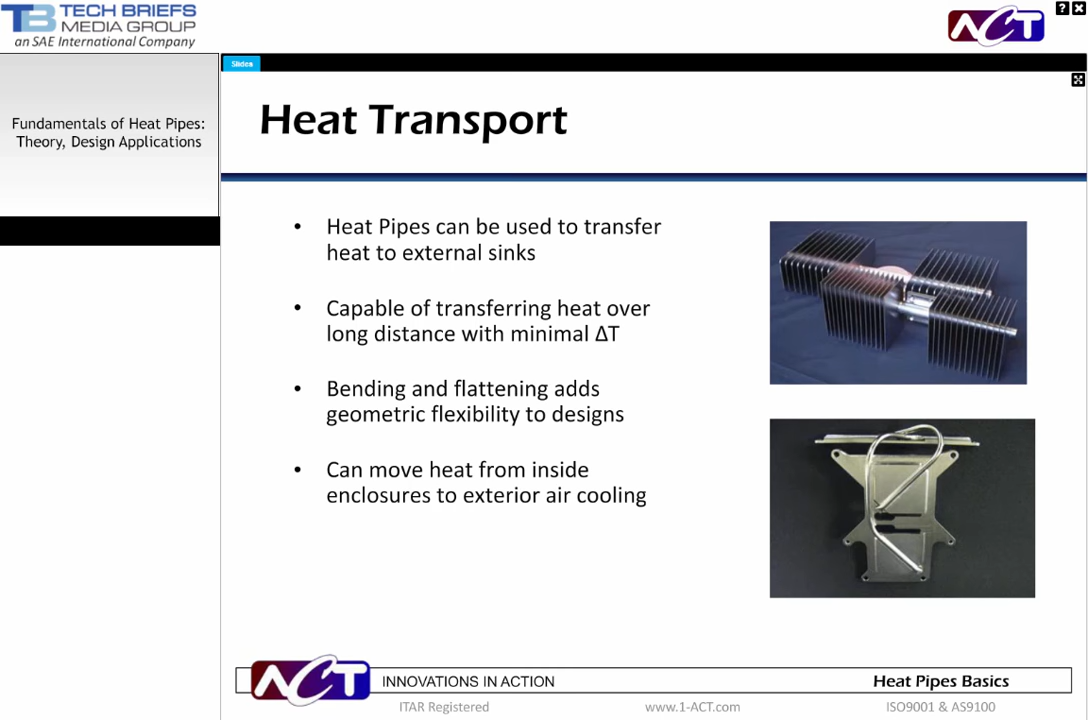 TB TECH BRIEFS
MEDIA GROUP
an SAE International Company
ACT
? ×
Slides
Fundamentals of Heat Pipes:
Theory, Design Applications
Heat Transport
• Heat Pipes can be used to transfer
heat to external sinks
• Capable of transferring heat over
long distance with minimal ΔT
• Bending and flattening adds
geometric flexibility to designs
• Can move heat from inside
enclosures to exterior air cooling
ACT INNOVATIONS IN ACTION Heat Pipes Basics
ITAR Registered www.1-ACT.com ISO9001 & AS9100